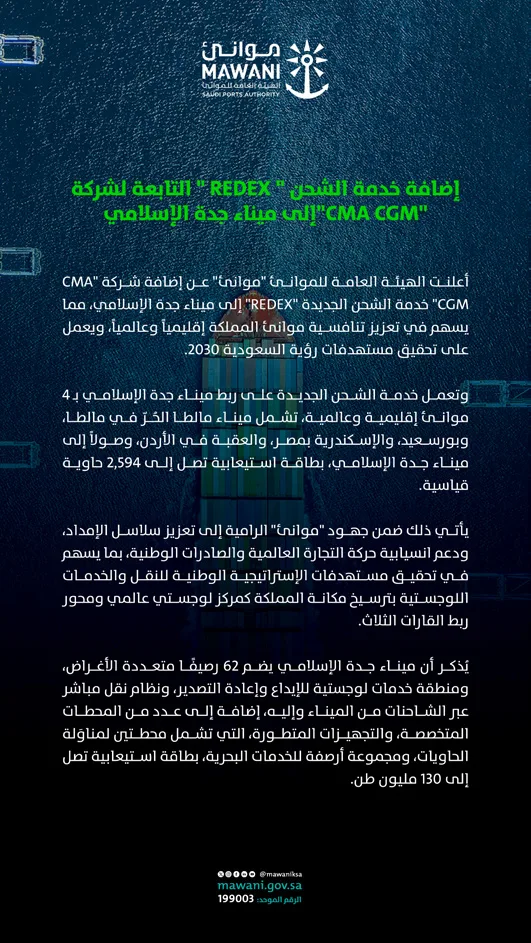 موانئ
MAWANI
الهيئة العامة للموانئ
SAUDI PORTS AUTHORITY
إضافة خدمة الشحن " REDEX " التابعة لشركة
"CMA CGM"إلى ميناء جدة الإسلامي
أعلنت الهيئة العامة للموانئ "موانئ" عن إضافة شركة "CMA
CGM" خدمة الشحن الجديدة "REDEX" إلى ميناء جدة الإسلامي، مما
يسهم في تعزيز تنافسية موانئ المملكة إقليمياً وعالمياً، ويعمل
على تحقيق مستهدفات رؤية السعودية 2030.
وتعمل خدمة الشحن الجديدة على ربط ميناء جدة الإسلامي بـ 4
موانئ إقليمية وعالمية، تشمل ميناء مالطا الحُرّ في مالطا،
وبورسعيد، والإسكندرية بمصر، والعقبة في الأردن، وصولاً إلى
ميناء جدة الإسلامي، بطاقة استيعابية تصل إلى 2,594 حاوية
قياسية.
يأتي ذلك ضمن جهود "موانئ" الرامية إلى تعزيز سلاسل الإمداد،
ودعم انسيابية حركة التجارة العالمية والصادرات الوطنية، بما يسهم
في تحقيق مستهدفات الإستراتيجية الوطنية للنقل والخدمات
اللوجستية بترسيخ مكانة المملكة كمركز لوجستي عالمي ومحور
ربط القارات الثلاث.
يُذكر أن ميناء جدة الإسلامي يضم 62 رصيفًا متعددة الأغراض،
ومنطقة خدمات لوجستية للإيداع وإعادة التصدير، ونظام نقل مباشر
عبر الشاحنات من الميناء وإليه، إضافة إلى عدد من المحطات
المتخصصة، والتجهيزات المتطورة، التي تشمل محطتين لمناولة
الحاويات، ومجموعة أرصفة للخدمات البحرية، بطاقة استيعابية تصل
إلى 130 مليون طن.
@mawaniksa
mawani.gov.sa
الرقم الموحد: 199003